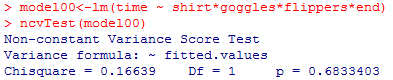 > model00<-lm(time ~ shirt*goggles*flippers*end)
> ncvTest(model00)
Non-constant Variance Score Test
Variance formula: ~ fitted.values
Chisquare = 0.16639    Df = 1     p = 0.6833403